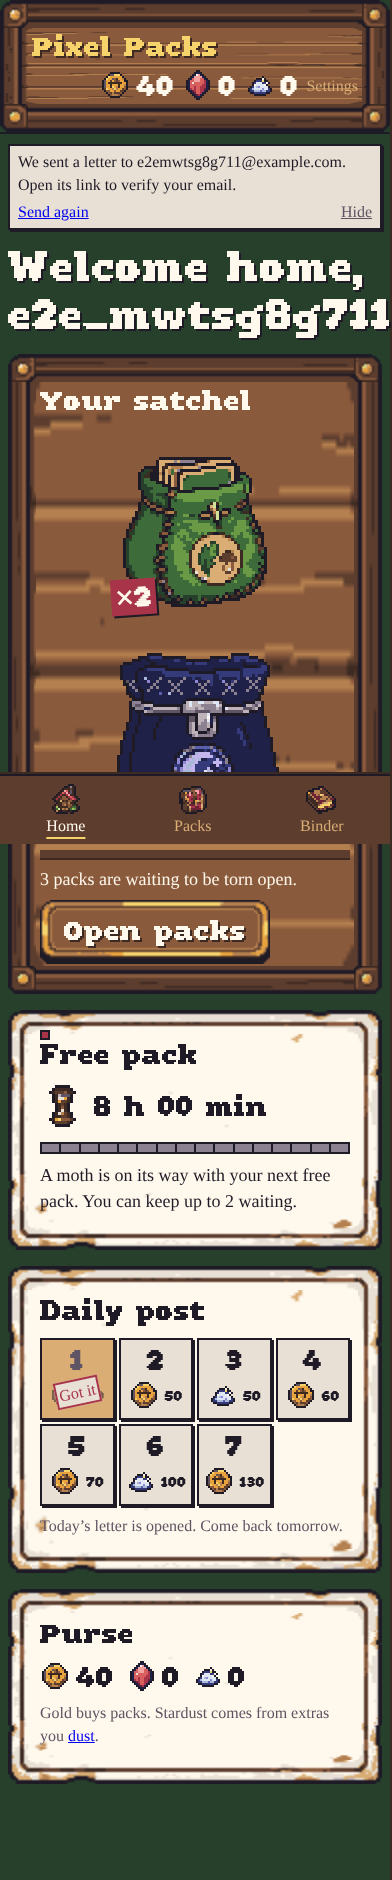 Pixel Packs
40 0 0 Settings
We sent a letter to e2emwtsg8g711@example.com.
Open its link to verify your email.
Send again Hide
Welcome home,
e2e_mwtsg8g711
Your satchel
×2
Home Packs Binder
3 packs are waiting to be torn open.
Open packs
Free pack
8 h 00 min
A moth is on its way with your next free
pack. You can keep up to 2 waiting.
Daily post
1 2 3 4
Got it 50 50 60
5 6 7
70 100 130
Today’s letter is opened. Come back tomorrow.
Purse
40 0 0
Gold buys packs. Stardust comes from extras
you dust.